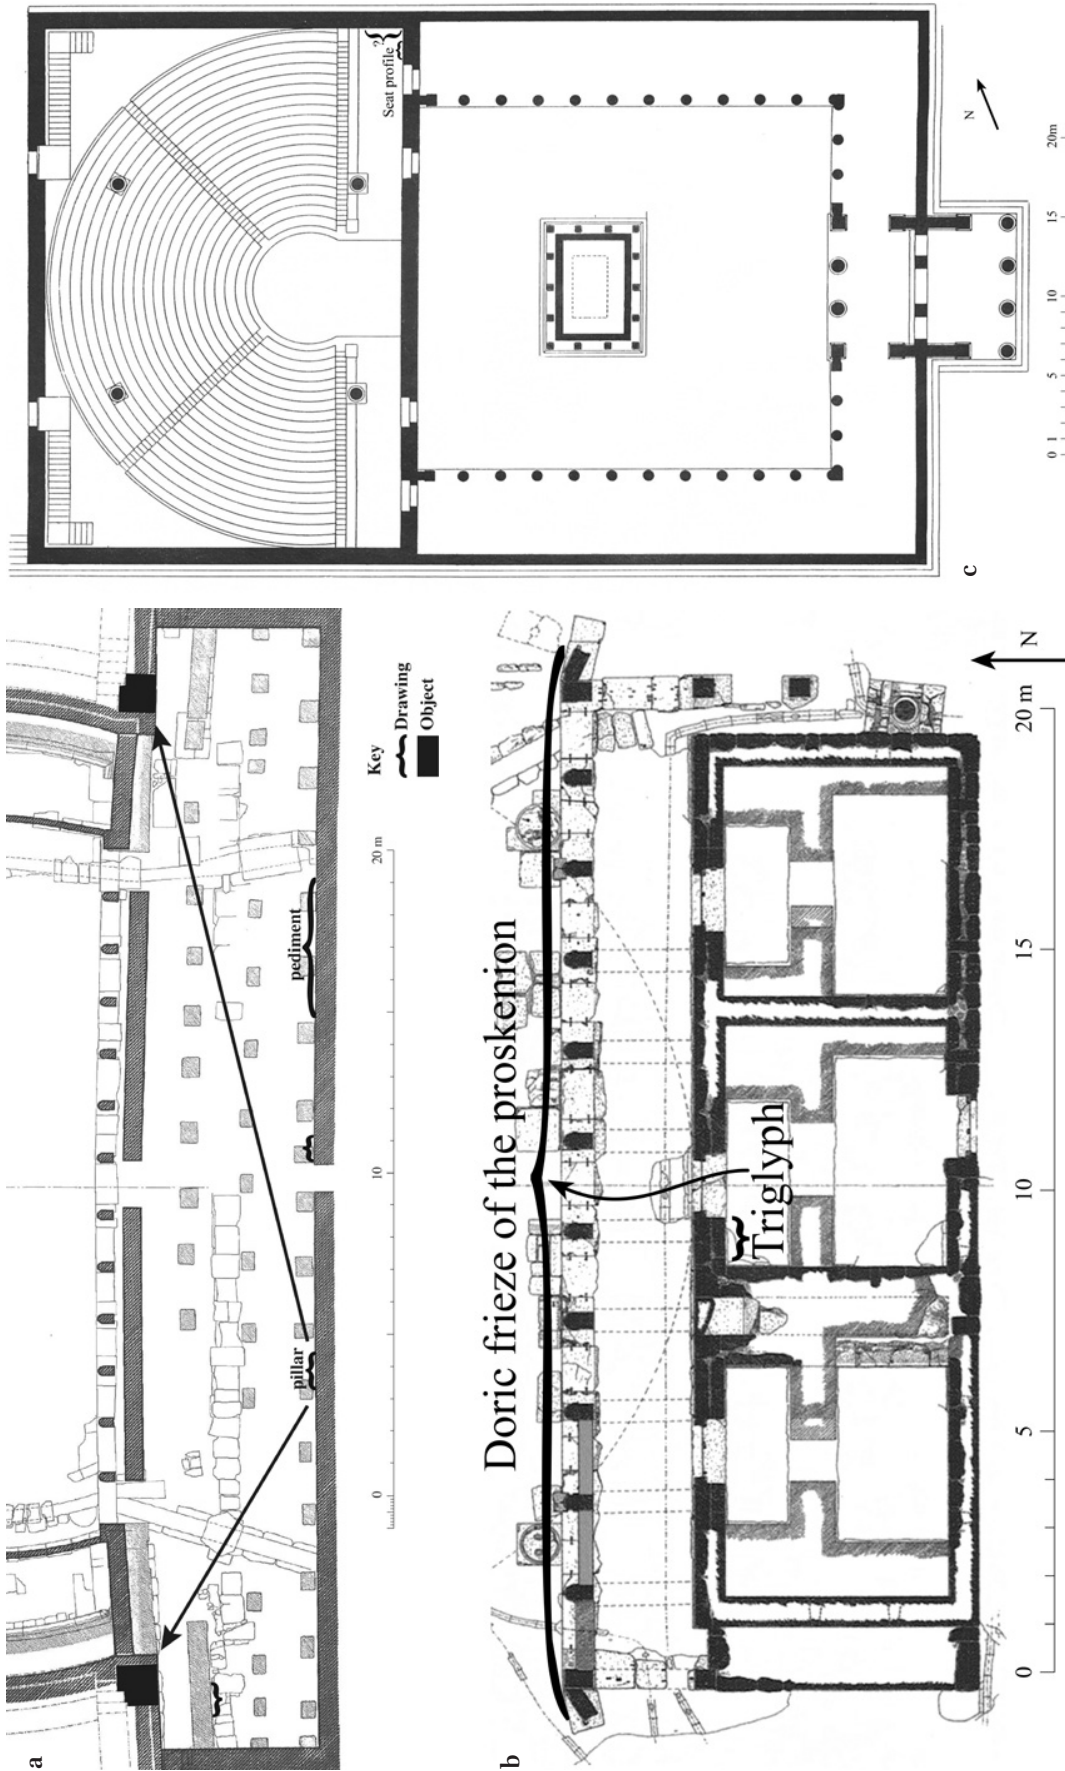 a
pillar
pediment
0
10
20 m
Key
Drawing
Object
b
Doric frieze of the proskenion
Triglyph
0
5
10
15
20 m
N
c
Seat profile ?
N
0 1
5
10
15
20m